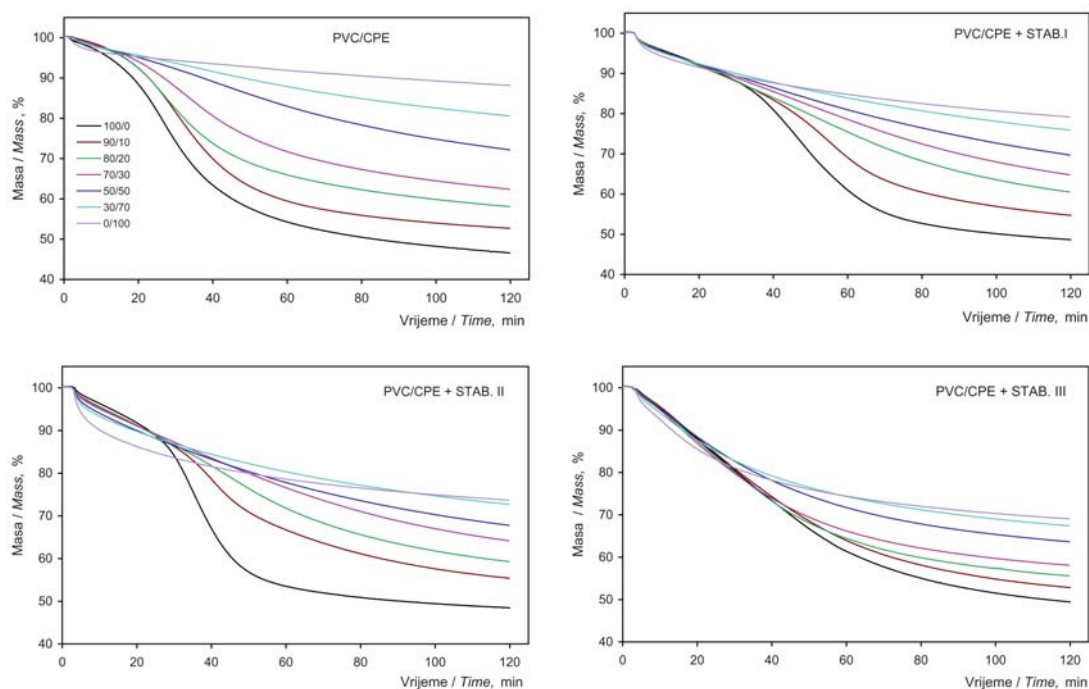 PVC/CPE
Masa / Mass, %
100
90
80
70
60
50
40
100/0
90/10
80/20
70/30
50/50
30/70
0/100
0 20 40 60 80 100 120
Vrijeme / Time, min
PVC/CPE + STAB.I
Masa / Mass, %
100
90
80
70
60
50
40
0 20 40 60 80 100 120
Vrijeme / Time, min
PVC/CPE + STAB. II
Masa / Mass, %
100
90
80
70
60
50
40
0 20 40 60 80 100 120
Vrijeme / Time, min
PVC/CPE + STAB. III
Masa / Mass, %
100
90
80
70
60
50
40
0 20 40 60 80 100 120
Vrijeme / Time, min